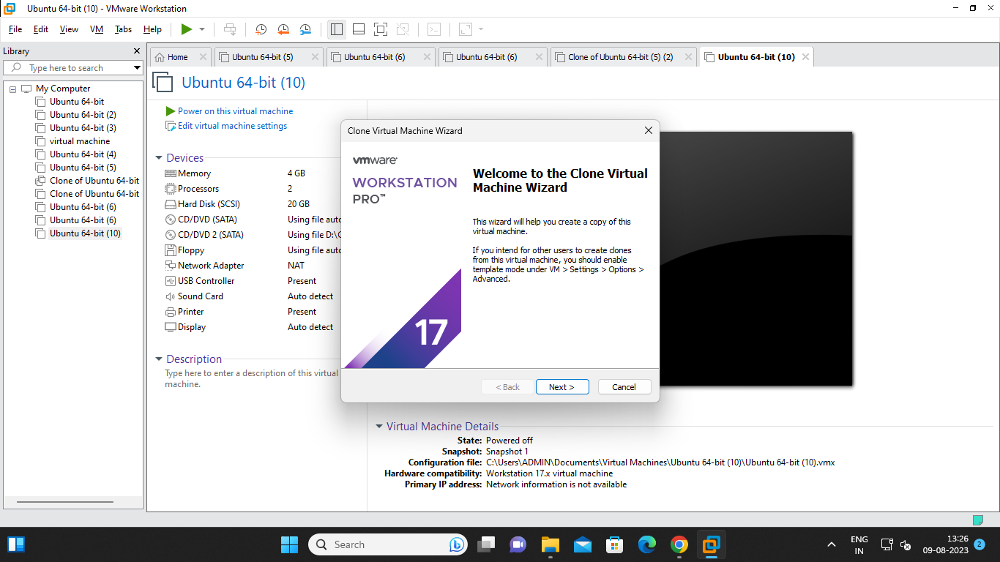 Ubuntu 64-bit (10) - VMware Workstation
File Edit View VM Tabs Help
Library
Type here to search
My Computer
Ubuntu 64-bit
Ubuntu 64-bit (2)
Ubuntu 64-bit (3)
virtual machine
Ubuntu 64-bit (4)
Ubuntu 64-bit (5)
Clone of Ubuntu 64-bit
Clone of Ubuntu 64-bit
Ubuntu 64-bit (6)
Ubuntu 64-bit (6)
Ubuntu 64-bit (10)
Home Ubuntu 64-bit (5) Ubuntu 64-bit (6) Ubuntu 64-bit (6) Clone of Ubuntu 64-bit (5) (2) Ubuntu 64-bit (10)
Ubuntu 64-bit (10)
Power on this virtual machine
Edit virtual machine settings
Devices
Memory 4 GB
Processors 2
Hard Disk (SCSI) 20 GB
CD/DVD (SATA) Using file auto
CD/DVD 2 (SATA) Using file D:\
Floppy Using file auto
Network Adapter NAT
USB Controller Present
Sound Card Auto detect
Printer Present
Display Auto detect
Description
Type here to enter a description of this virtual
machine.
Clone Virtual Machine Wizard
vmware
WORKSTATION
PRO™
17
Welcome to the Clone Virtual
Machine Wizard
This wizard will help you create a copy of this
virtual machine.
If you intend for other users to create clones
from this virtual machine, you should enable
template mode under VM > Settings > Options >
Advanced.
< Back Next > Cancel
Virtual Machine Details
State: Powered off
Snapshot: Snapshot 1
Configuration file: C:\Users\ADMIN\Documents\Virtual Machines\Ubuntu 64-bit (10)\Ubuntu 64-bit (10).vmx
Hardware compatibility: Workstation 17.x virtual machine
Primary IP address: Network information is not available
Search
ENG
IN
13:26
09-08-2023
2